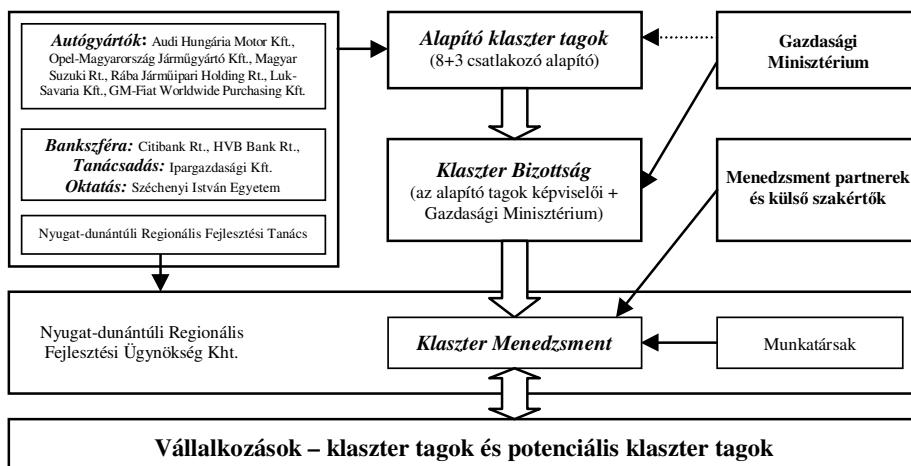 Autógyártók: Audi Hungária Motor Kft.,
Opel-Magyarország Járműgyártó Kft., Magyar
Suzuki Rt., Rába Járműipari Holding Rt., Luk-
Savaria Kft., GM-Fiat Worldwide Purchasing Kft.
Bankszféra: Citibank Rt., HVB Bank Rt.,
Tanácsadás: Ipargazdasági Kft.
Oktatás: Széchenyi István Egyetem
Nyugat-dunántúli Regionális Fejlesztési Tanács
Alapító klaszter tagok
(8+3 csatlakozó alapító)
Gazdasági
Minisztérium
Klaszter Bizottság
(az alapító tagok képviselői +
Gazdasági Minisztérium)
Menedzsment partnerek
és külső szakértők
Nyugat-dunántúli Regionális
Fejlesztési Ügynökség Kht.
Klaszter Menedzsment
Munkatársak
Vállalkozások – klaszter tagok és potenciális klaszter tagok